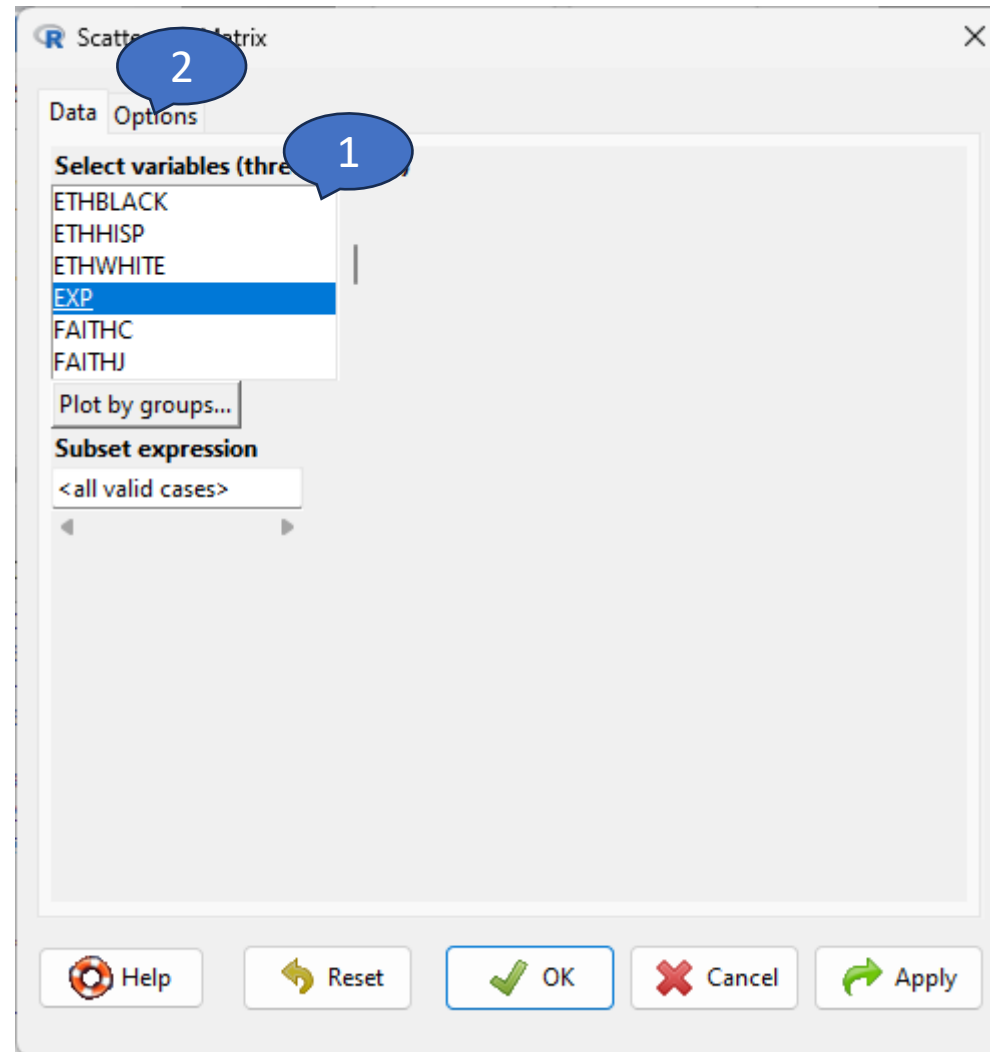 Scatte trix
2
Data Options
1
Select variables (thre
ETHBLACK
ETHHISP
ETHWHITE
EXP
FAITHC
FAITHJ
Plot by groups...
Subset expression
<all valid cases>
Help Reset OK Cancel Apply